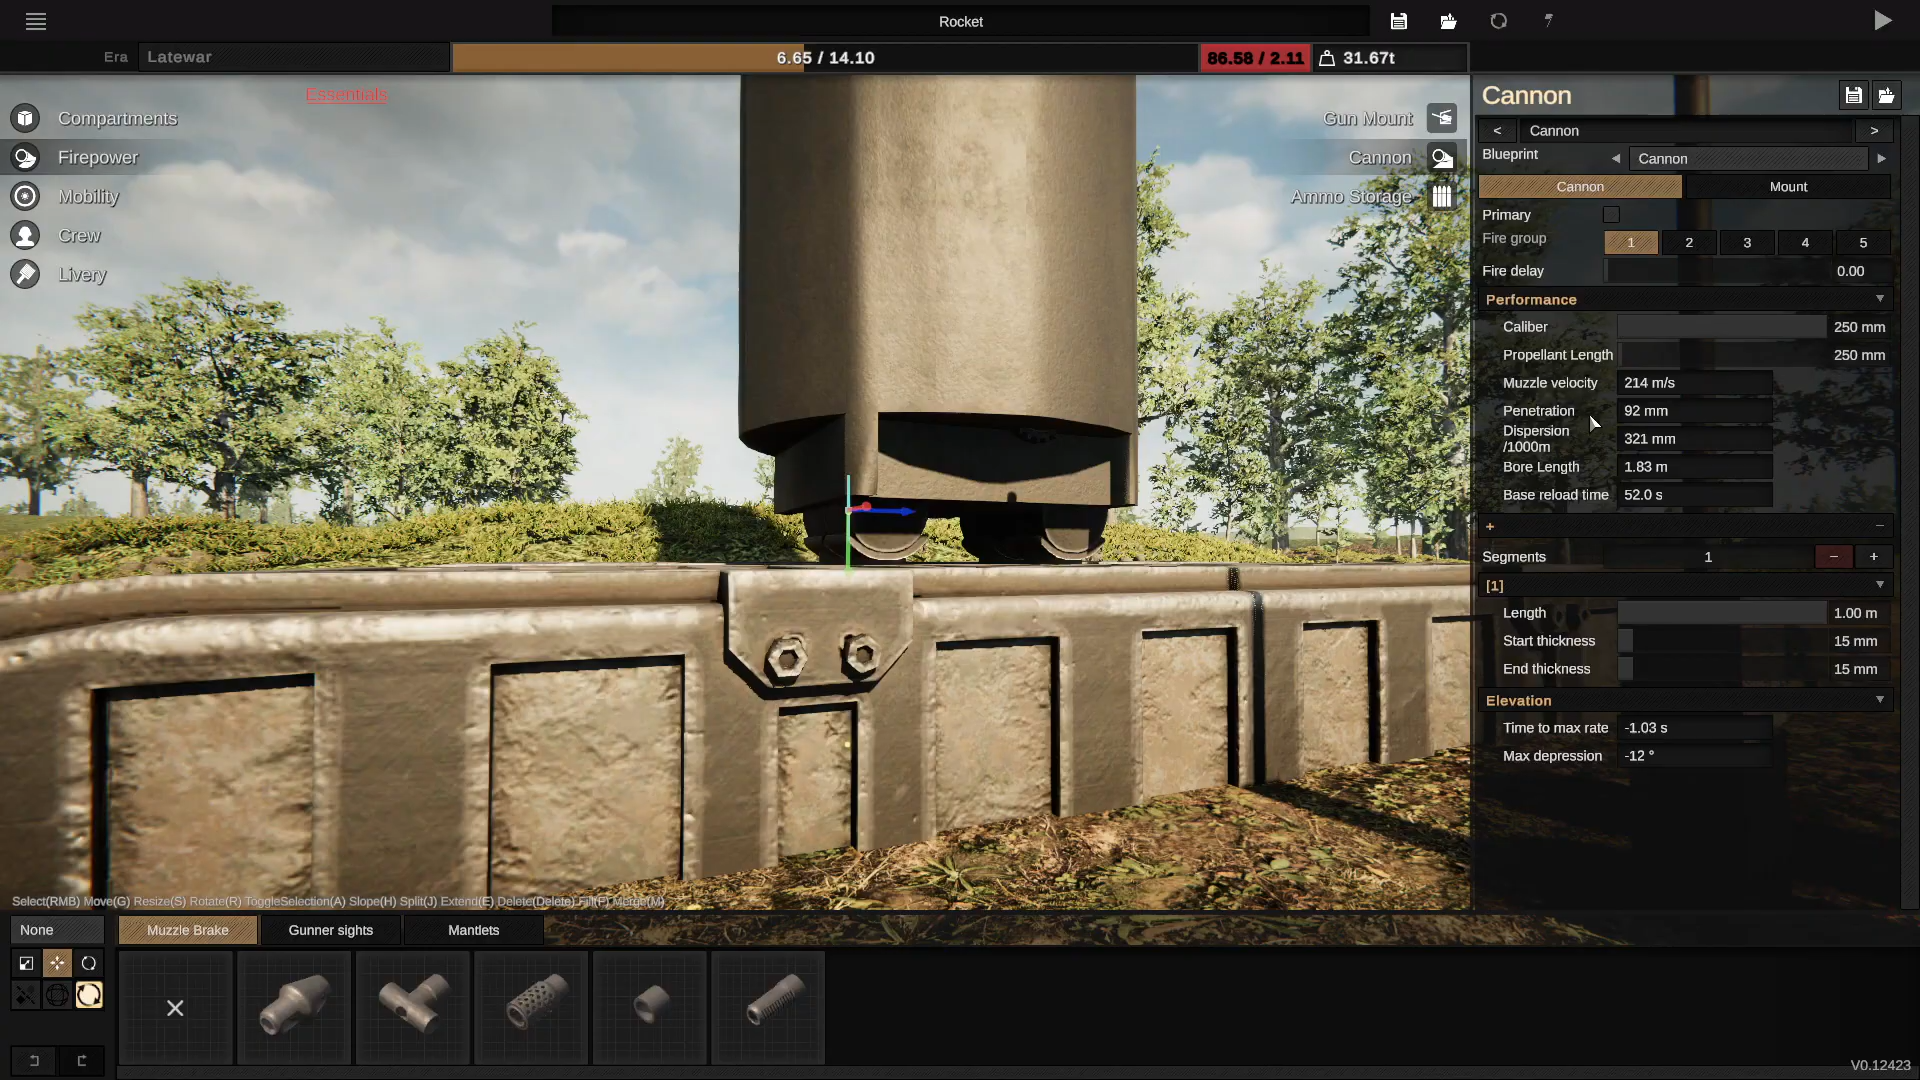 Rocket
Era Latewar 6.65 / 14.10 86.58 / 2.11 31.67t
Essentials
Compartments
Firepower
Mobility
Crew
Livery
Gun Mount
Cannon
Ammo Storage
Cannon
< Cannon >
Blueprint Cannon
Cannon Mount
Primary
Fire group 1 2 3 4 5
Fire delay 0.00
Performance
Caliber 250 mm
Propellant Length 250 mm
Muzzle velocity 214 m/s
Penetration 92 mm
Dispersion /1000m 321 mm
Bore Length 1.83 m
Base reload time 52.0 s
+ −
Segments 1 − +
[1]
Length 1.00 m
Start thickness 15 mm
End thickness 15 mm
Elevation
Time to max rate -1.03 s
Max depression -12 °
Select(RMB) Move(G) Resize(S) Rotate(R) ToggleSelection(A) Slope(H) Split(J) Extend(E) Delete(Delete) Fill(F) Merge(M)
None Muzzle Brake Gunner sights Mantlets
V0.12423